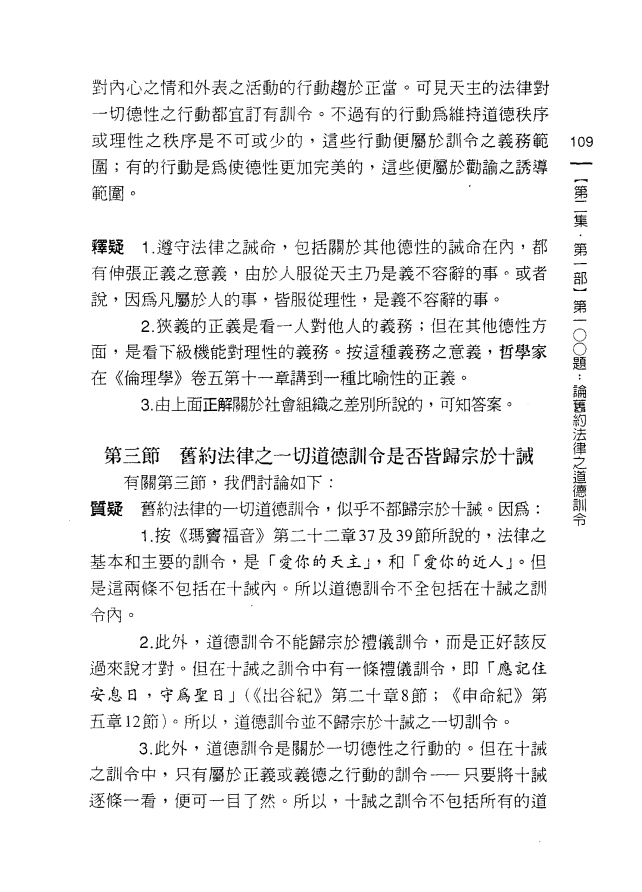 對內心之情和外表之活動的行動趨於正當。可見天主的法律對
一切德性之行動都宜訂有訓令。不過有的行動爲維持道德秩序
或理性之秩序是不可或少的，這些行動便屬於訓令之義務範
圍；有的行動是爲使德性更加完美的，這些便屬於勸諭之誘導
範圍。
釋疑　1.遵守法律之誡命，包括關於其他德性的誡命在內，都
有伸張正義之意義，由於人服從天主乃是義不容辭的事。或者
說，因爲凡屬於人的事，皆服從理性，是義不容辭的事。
2.狹義的正義是看一人對他人的義務；但在其他德性方
面，是看下級機能對理性的義務。按這種義務之意義，哲學家
在《倫理學》卷五第十一章講到一種比喻性的正義。
3.由上面正解關於社會組織之差別所說的，可知答案。
第三節　舊約法律之一切道德訓令是否皆歸宗於十誡
有關第三節，我們討論如下：
質疑　舊約法律的一切道德訓令，似乎不都歸宗於十誡。因爲：
1.按《瑪竇福音》第二十二章37及39節所說的，法律之
基本和主要的訓令，是「愛你的天主」，和「愛你的近人」。但
是這兩條不包括在十誡內。所以道德訓令不全包括在十誡之訓
令內。
2.此外，道德訓令不能歸宗於禮儀訓令，而是正好該反
過來說才對。但在十誡之訓令中有一條禮儀訓令，即「應記住
安息日，守爲聖日」（《出谷紀》第二十章8節；《申命紀》第
五章12節）。所以，道德訓令並不歸宗於十誡之一切訓令。
3.此外，道德訓令是關於一切德性之行動的。但在十誡
之訓令中，只有屬於正義或義德之行動的訓令——只要將十誡
逐條一看，便可一目了然。所以，十誡之訓令不包括所有的道
109
【第二集·第一部】第一○○題：論舊約法律之道德訓令